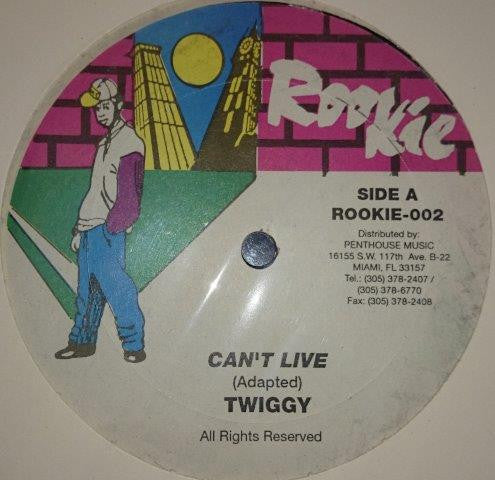 Rookie
SIDE A
ROOKIE-002
Distributed by:
PENTHOUSE MUSIC
16155 S.W. 117th Ave. B-22
MIAMI, FL 33157
Tel.: (305) 378-2407 /
(305) 378-6770
Fax: (305) 378-2408
CAN'T LIVE
(Adapted)
TWIGGY
All Rights Reserved